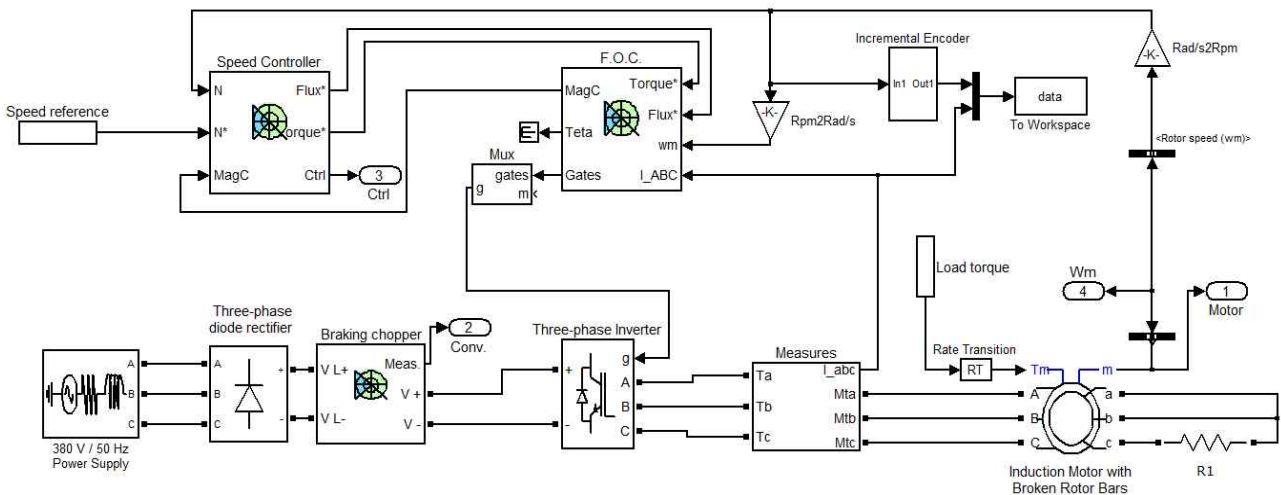 Speed reference
Speed Controller
N
N*
MagC
Flux*
orque*
Ctrl
3
Ctrl
F.O.C.
MagC
Teta
Gates
Torque*
Flux*
wm
I_ABC
Mux
gates
g
m
-K-
Rpm2Rad/s
Incremental Encoder
In1 Out1
data
To Workspace
-K-
Rad/s2Rpm
<Rotor speed (wm)>
Load torque
Wm
4
1
Motor
Rate Transition
RT
Three-phase
diode rectifier
Braking chopper
2
Conv.
Three-phase Inverter
Measures
A
B
C
A
B
C
+
-
V L+
V L-
Meas.
V +
V -
+
-
g
A
B
C
Ta
Tb
Tc
I_abc
Mta
Mtb
Mtc
Tm
m
A
B
C
a
b
c
R1
380 V / 50 Hz
Power Supply
Induction Motor with
Broken Rotor Bars